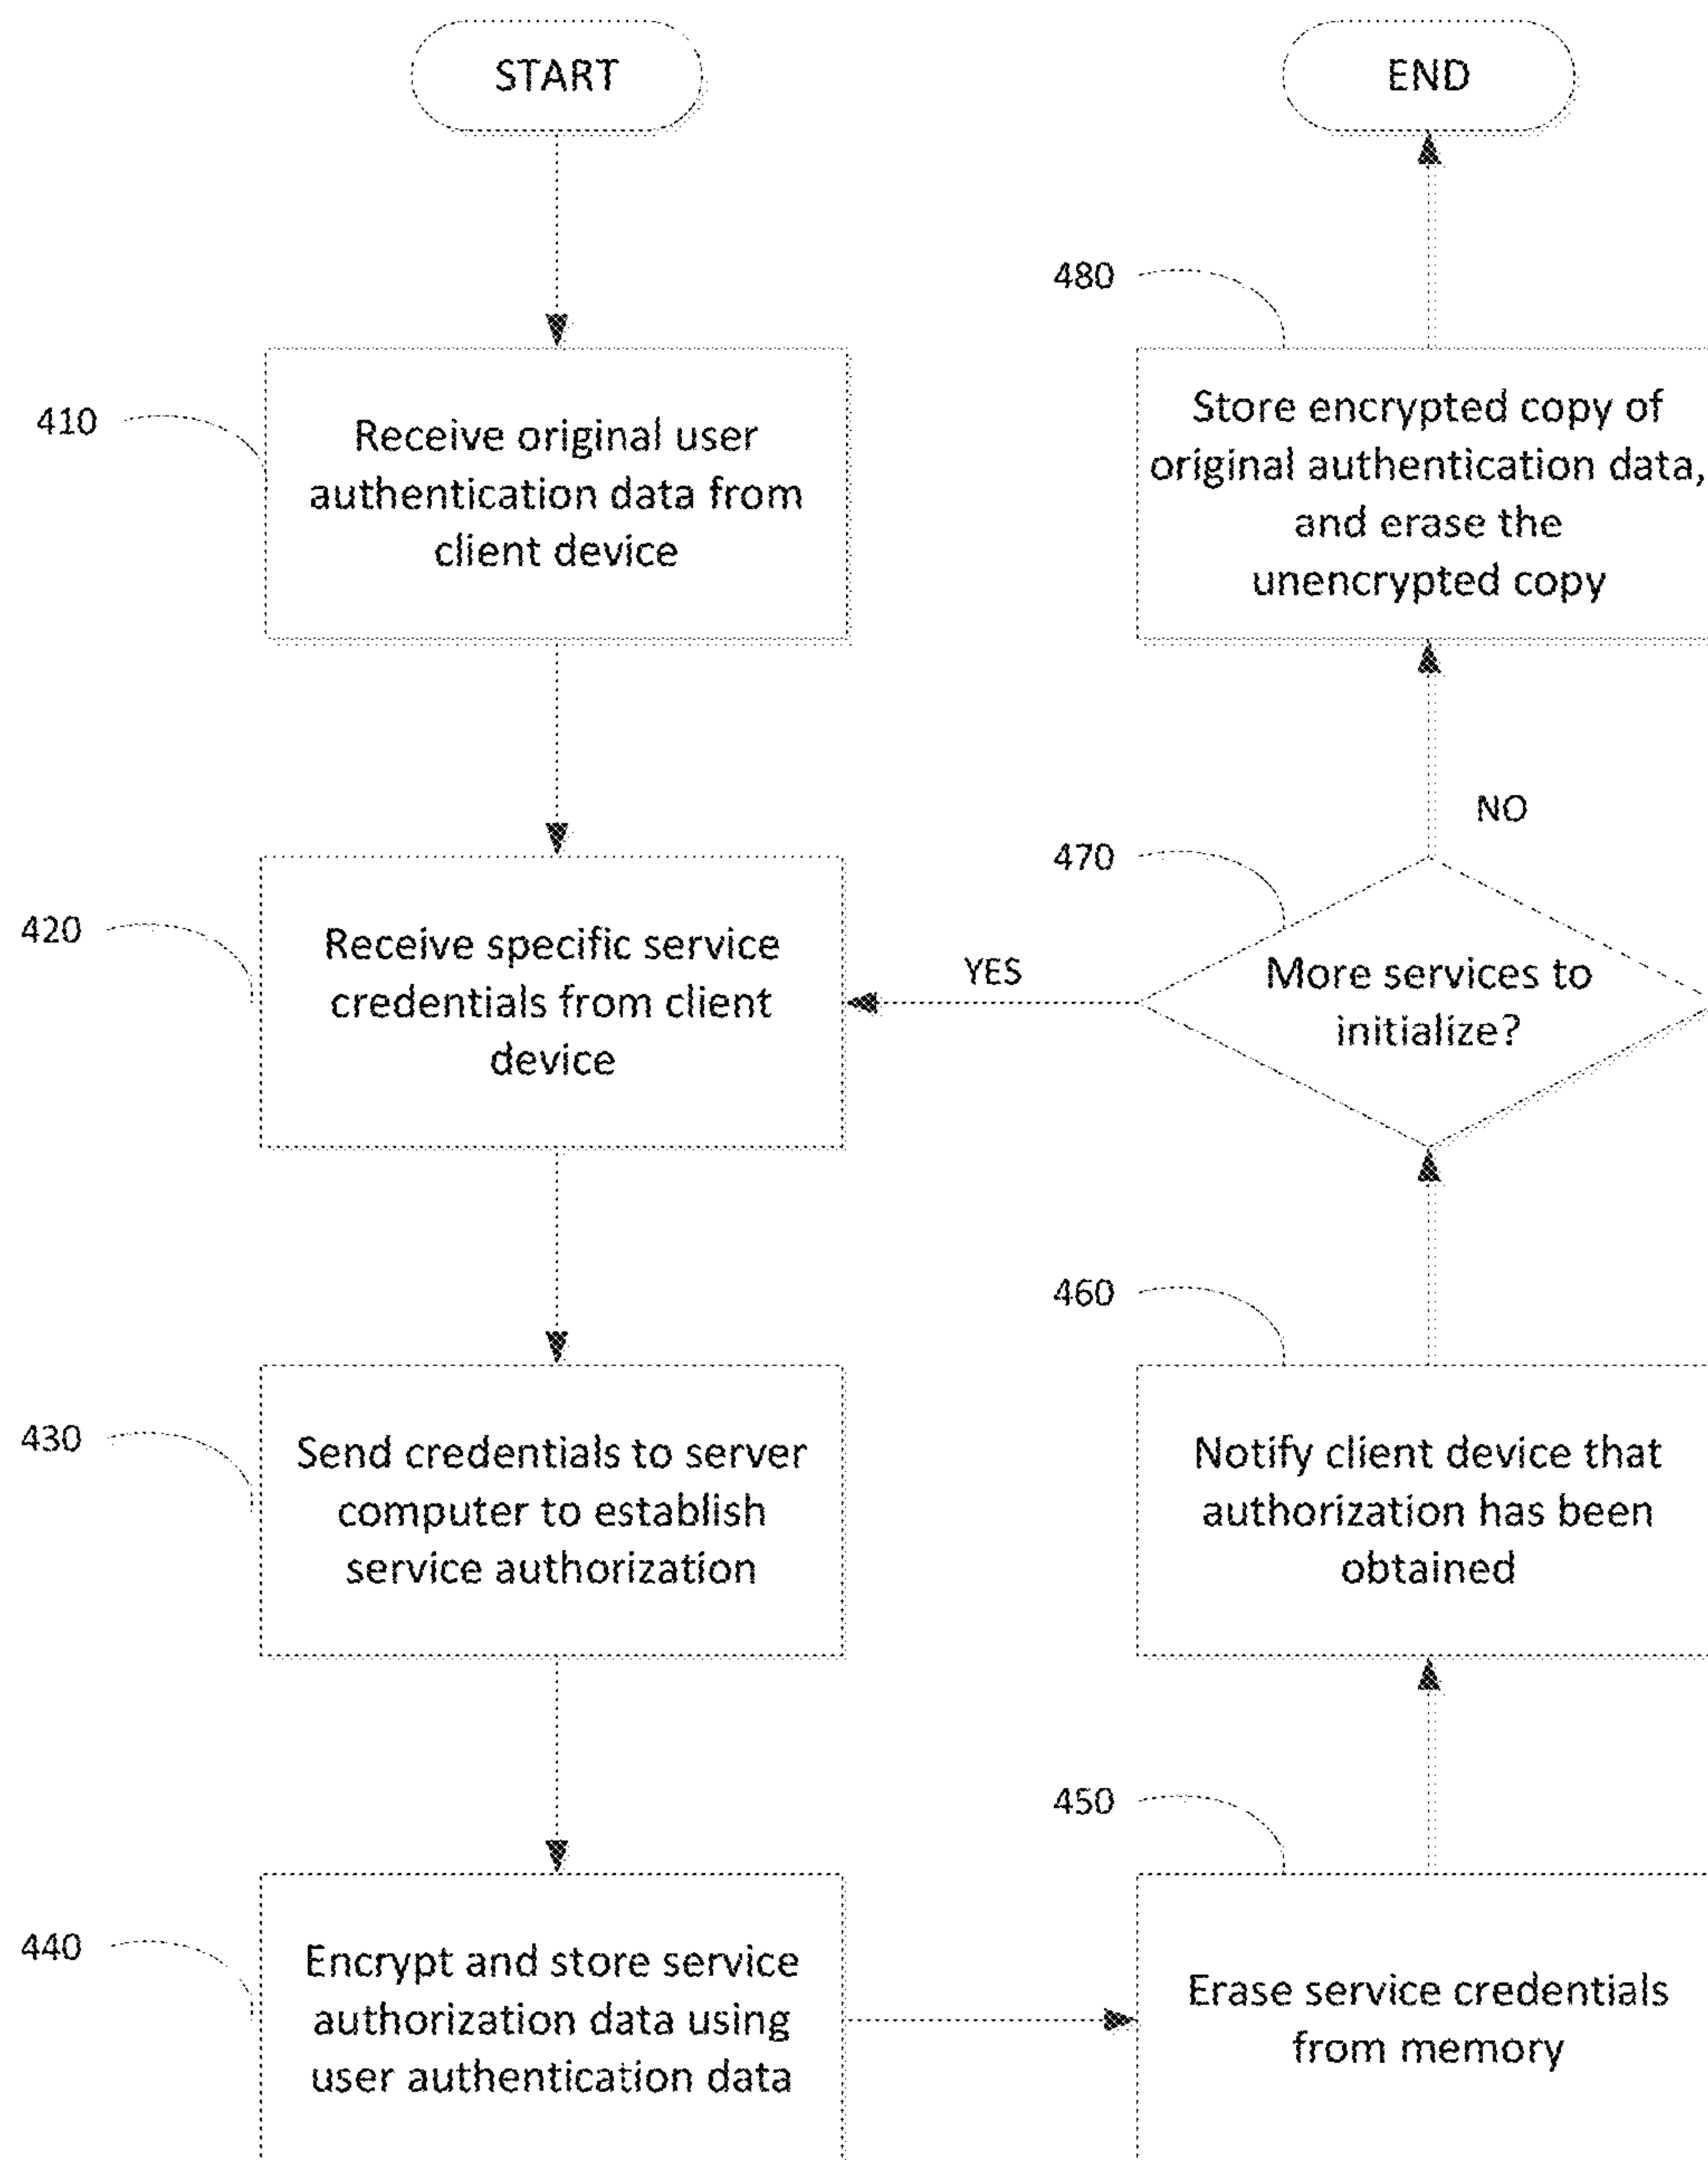 START
410
Receive original user
authentication data from
client device
420
Receive specific service
credentials from client
device
430
Send credentials to server
computer to establish
service authorization
440
Encrypt and store service
authorization data using
user authentication data
450
Erase service credentials
from memory
460
Notify client device that
authorization has been
obtained
470
More services to
initialize?
YES
NO
480
Store encrypted copy of
original authentication data,
and erase the
unencrypted copy
END